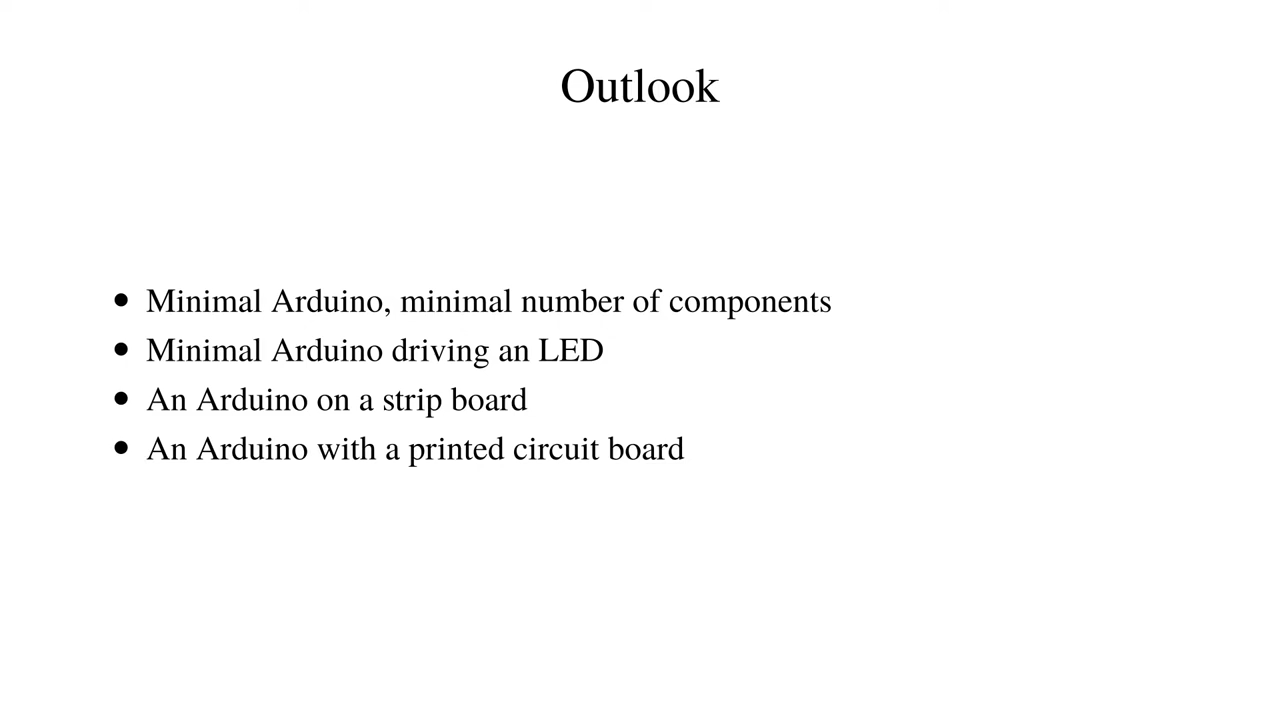 Outlook
• Minimal Arduino, minimal number of components
• Minimal Arduino driving an LED
• An Arduino on a strip board
• An Arduino with a printed circuit board